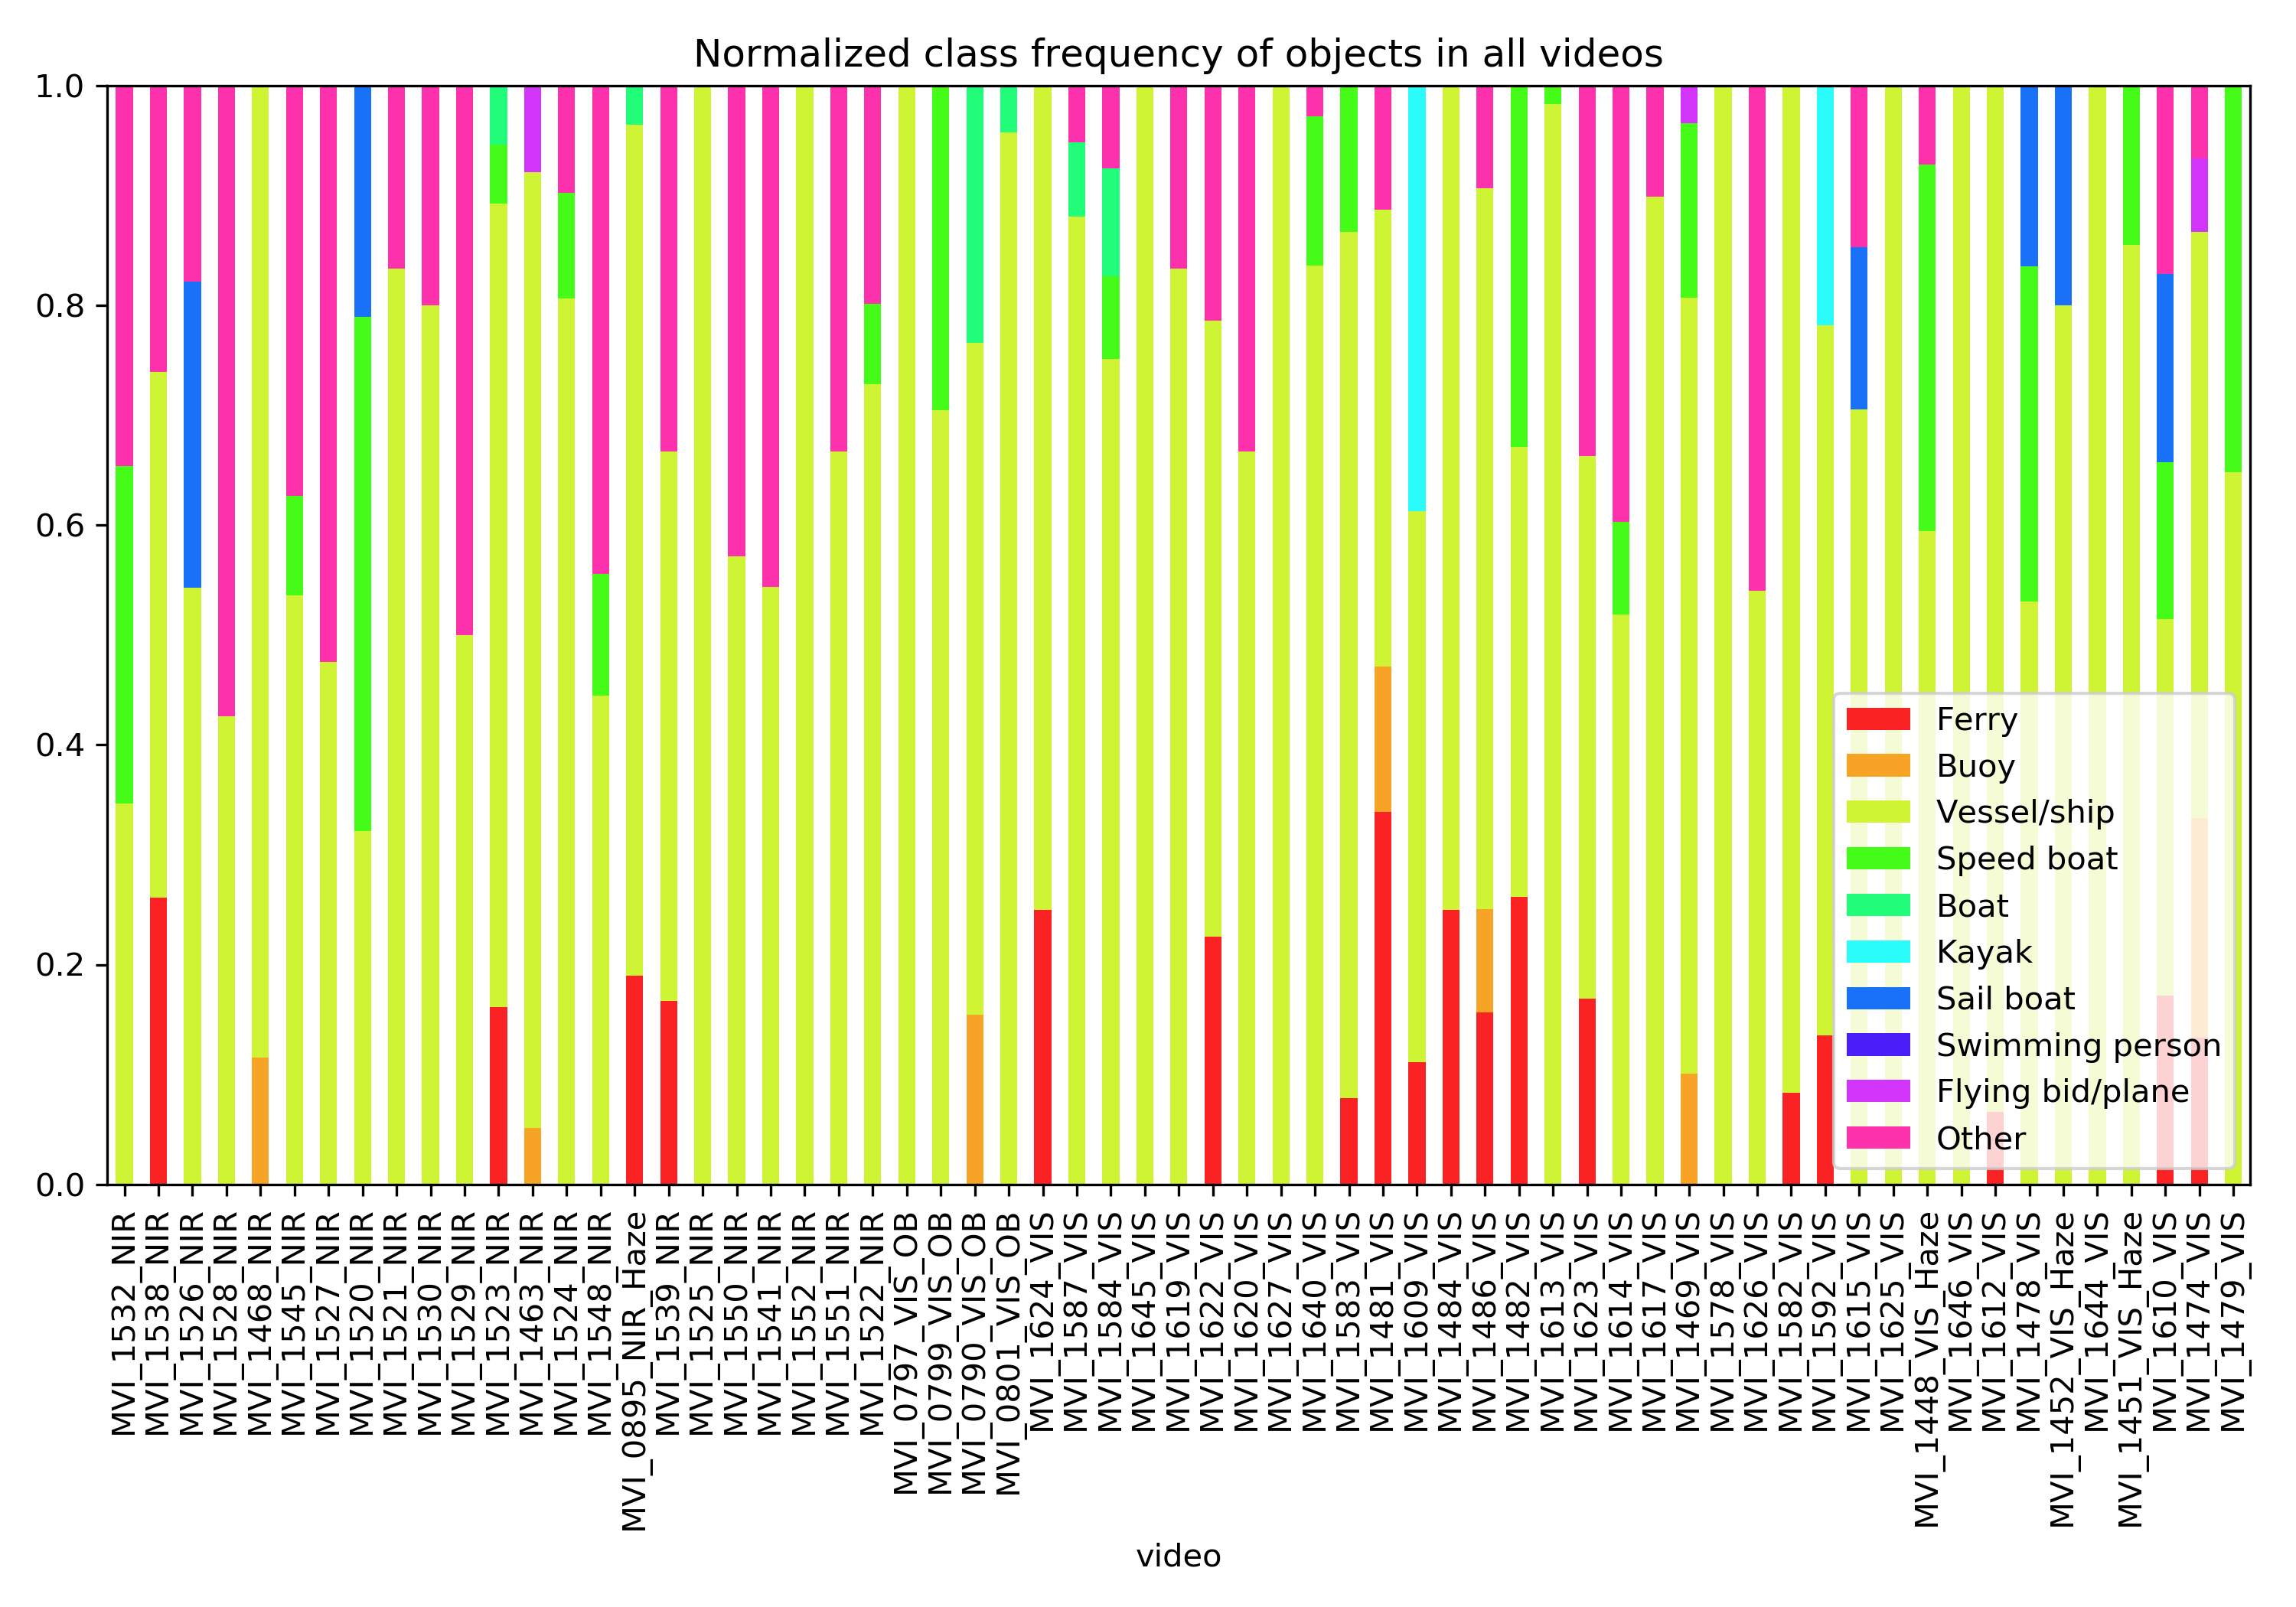 Normalized class frequency of objects in all videos
1.0
0.8
0.6
0.4
0.2
0.0
Ferry
Buoy
Vessel/ship
Speed boat
Boat
Kayak
Sail boat
Swimming person
Flying bid/plane
Other
MVI_1532_NIR
MVI_1538_NIR
MVI_1526_NIR
MVI_1528_NIR
MVI_1468_NIR
MVI_1545_NIR
MVI_1527_NIR
MVI_1520_NIR
MVI_1521_NIR
MVI_1530_NIR
MVI_1529_NIR
MVI_1523_NIR
MVI_1463_NIR
MVI_1524_NIR
MVI_1548_NIR
MVI_0895_NIR_Haze
MVI_1539_NIR
MVI_1525_NIR
MVI_1550_NIR
MVI_1541_NIR
MVI_1552_NIR
MVI_1551_NIR
MVI_1522_NIR
MVI_0797_VIS_OB
MVI_0799_VIS_OB
MVI_0790_VIS_OB
MVI_0801_VIS_OB
MVI_1624_VIS
MVI_1587_VIS
MVI_1584_VIS
MVI_1645_VIS
MVI_1619_VIS
MVI_1622_VIS
MVI_1620_VIS
MVI_1627_VIS
MVI_1640_VIS
MVI_1583_VIS
MVI_1481_VIS
MVI_1609_VIS
MVI_1484_VIS
MVI_1486_VIS
MVI_1482_VIS
MVI_1613_VIS
MVI_1623_VIS
MVI_1614_VIS
MVI_1617_VIS
MVI_1469_VIS
MVI_1578_VIS
MVI_1626_VIS
MVI_1582_VIS
MVI_1592_VIS
MVI_1615_VIS
MVI_1625_VIS
MVI_1448_VIS_Haze
MVI_1646_VIS
MVI_1612_VIS
MVI_1478_VIS
MVI_1452_VIS_Haze
MVI_1644_VIS
MVI_1451_VIS_Haze
MVI_1610_VIS
MVI_1474_VIS
MVI_1479_VIS
video